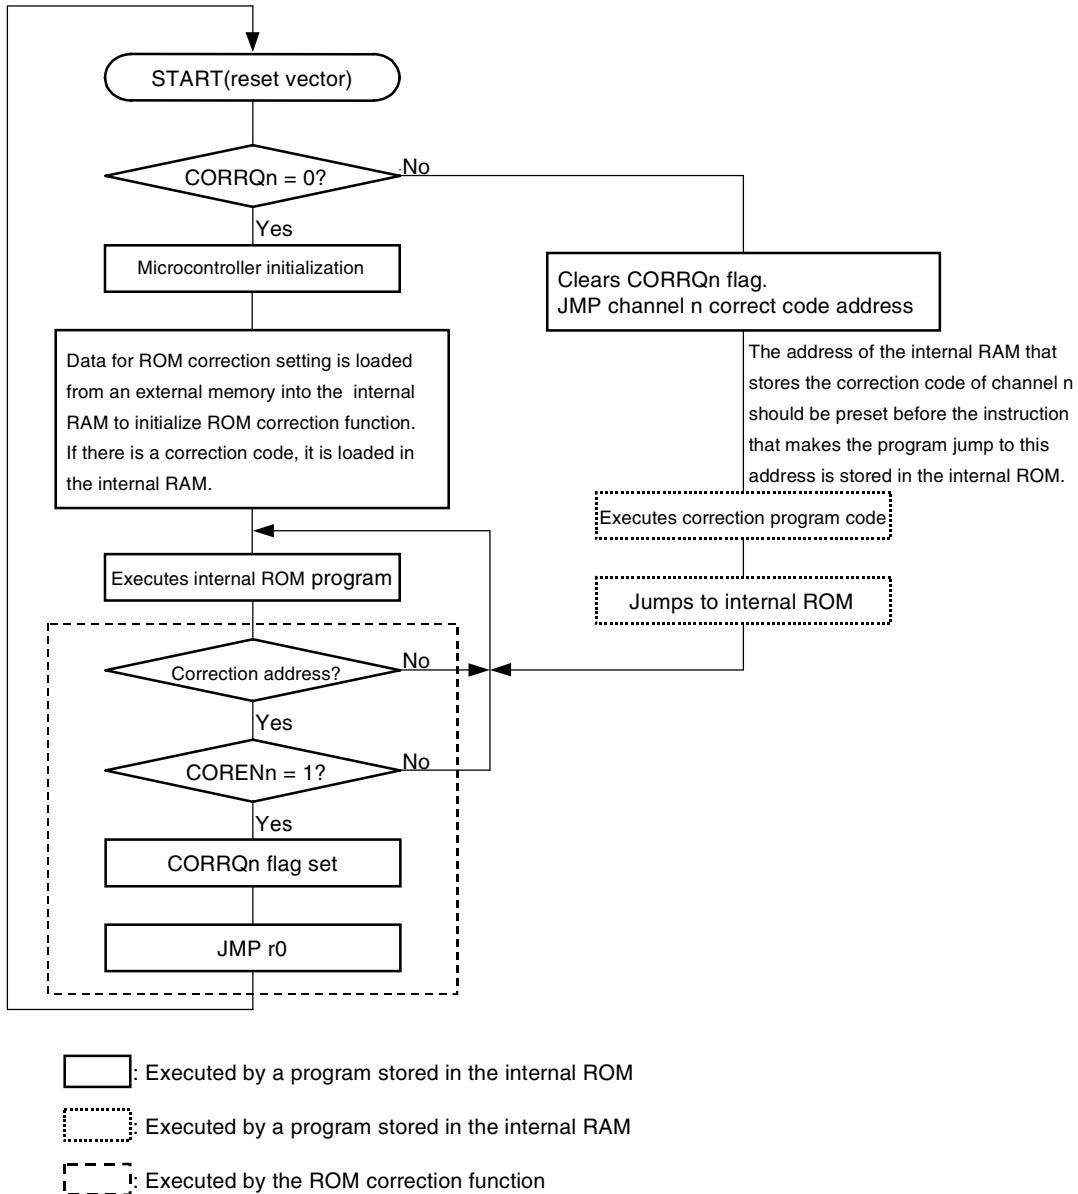 START(reset vector)
CORRQn = 0?
No
Yes
Microcontroller initialization
Clears CORRQn flag.
JMP channel n correct code address
Data for ROM correction setting is loaded
from an external memory into the internal
RAM to initialize ROM correction function.
If there is a correction code, it is loaded in
the internal RAM.
The address of the internal RAM that
stores the correction code of channel n
should be preset before the instruction
that makes the program jump to this
address is stored in the internal ROM.
Executes correction program code
Executes internal ROM program
Jumps to internal ROM
Correction address?
No
Yes
CORENn = 1?
No
Yes
CORRQn flag set
JMP r0
: Executed by a program stored in the internal ROM
: Executed by a program stored in the internal RAM
: Executed by the ROM correction function